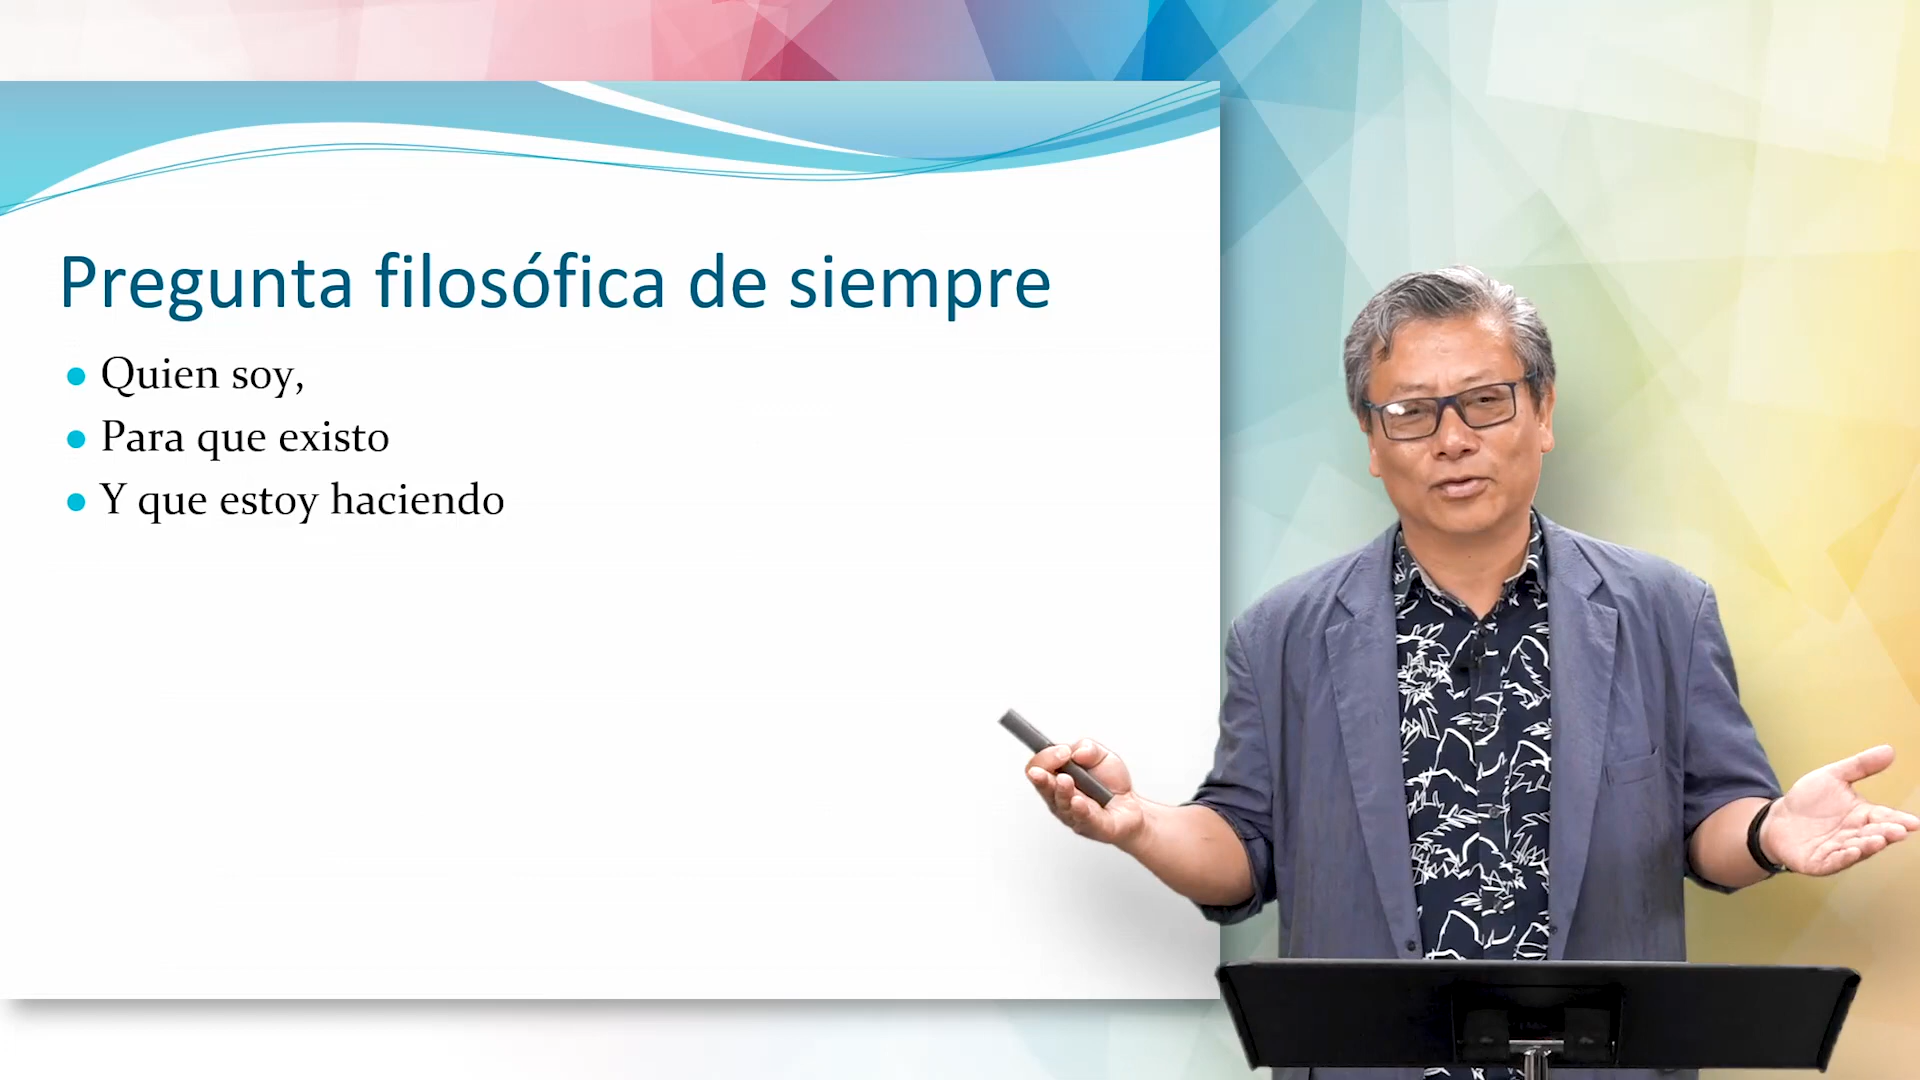 Pregunta filosófica de siempre
Quien soy,
Para que existo
Y que estoy haciendo